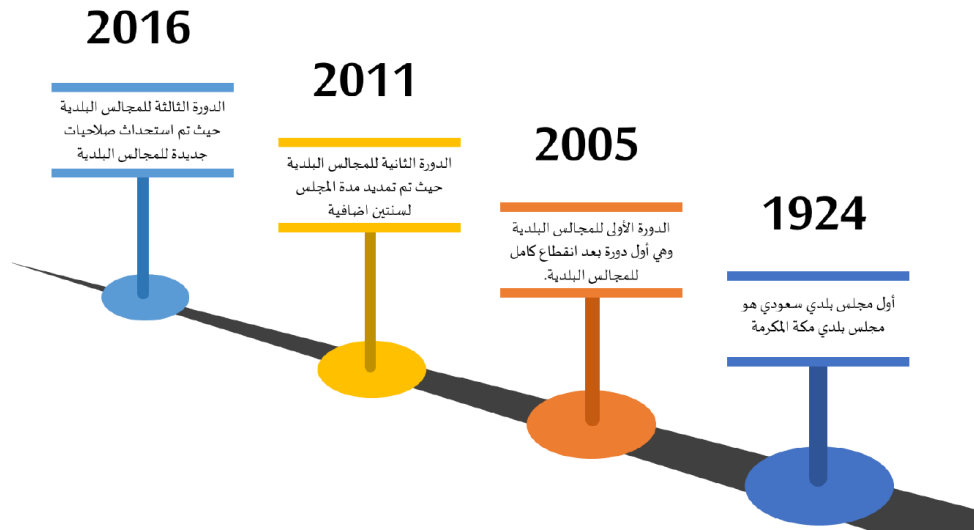 1924
أول مجلس بلدي سعودي هو
مجلس بلدي مكة المكرمة
2005
الدورة الأولى للمجالس البلدية
وهي أول دورة بعد انقطاع كامل
للمجالس البلدية.
2011
الدورة الثانية للمجالس البلدية
حيث تم تمديد مدة المجلس
لسنتين اضافية
2016
الدورة الثالثة للمجالس البلدية
حيث تم استحداث صلاحيات
جديدة للمجالس البلدية